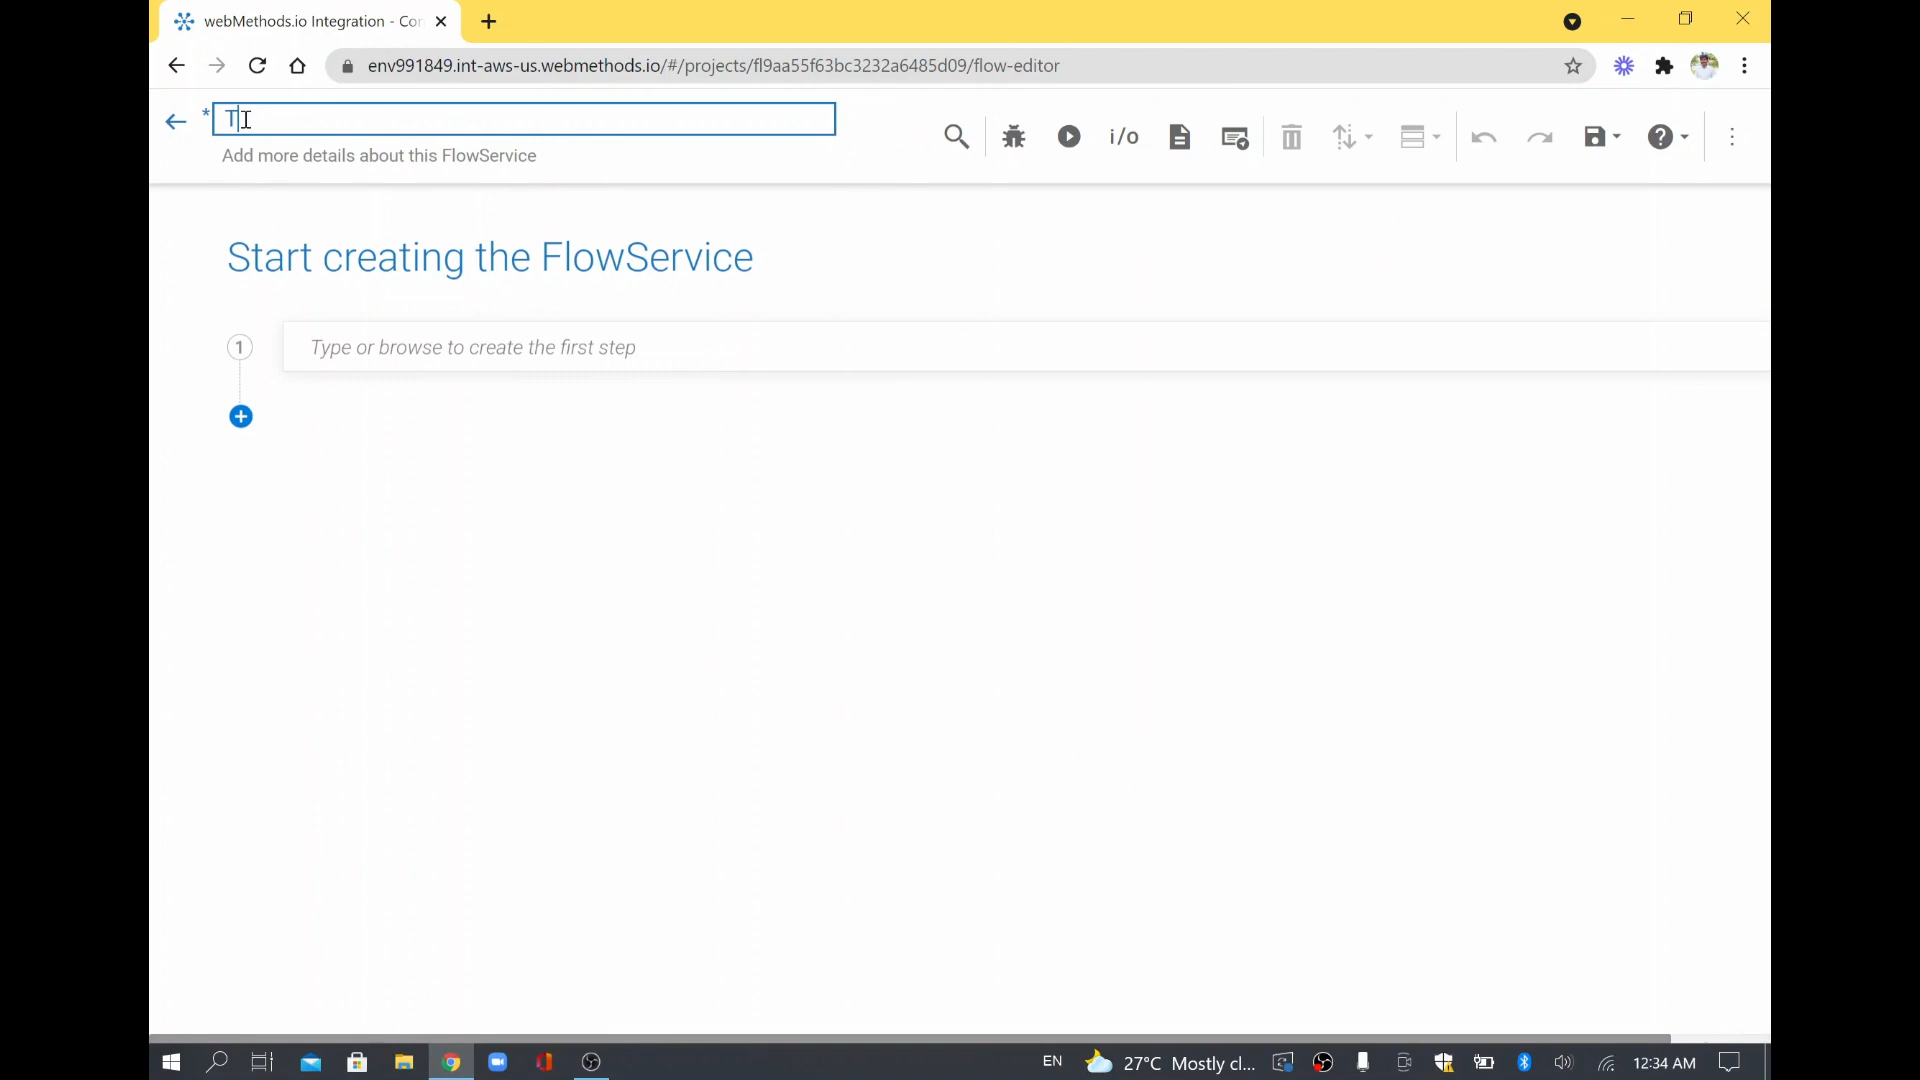 webMethods.io Integration - Co
env991849.int-aws-us.webmethods.io/#/projects/fl9aa55f63bc3232a6485d09/flow-editor
* T
Add more details about this FlowService
i/o
Start creating the FlowService
1
Type or browse to create the first step
EN
27°C Mostly cl...
12:34 AM